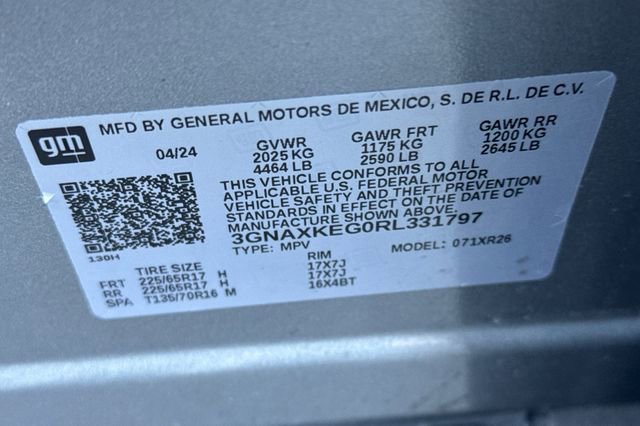 MFD BY GENERAL MOTORS DE MEXICO, S. DE R.L. DE C.V.
gm
04/24 GVWR GAWR FRT GAWR RR
2025 KG 1175 KG 1200 KG
4464 LB 2590 LB 2645 LB
THIS VEHICLE CONFORMS TO ALL
APPLICABLE U.S. FEDERAL MOTOR
VEHICLE SAFETY AND THEFT PREVENTION
STANDARDS IN EFFECT ON THE DATE OF
MANUFACTURE SHOWN ABOVE
3GNAXKEG0RL331797
TYPE: MPV MODEL: 071XR26
130H
TIRE SIZE RIM
FRT 225/65R17 H 17X7J
RR 225/65R17 H 17X7J
SPA T135/70R16 M 16X4BT